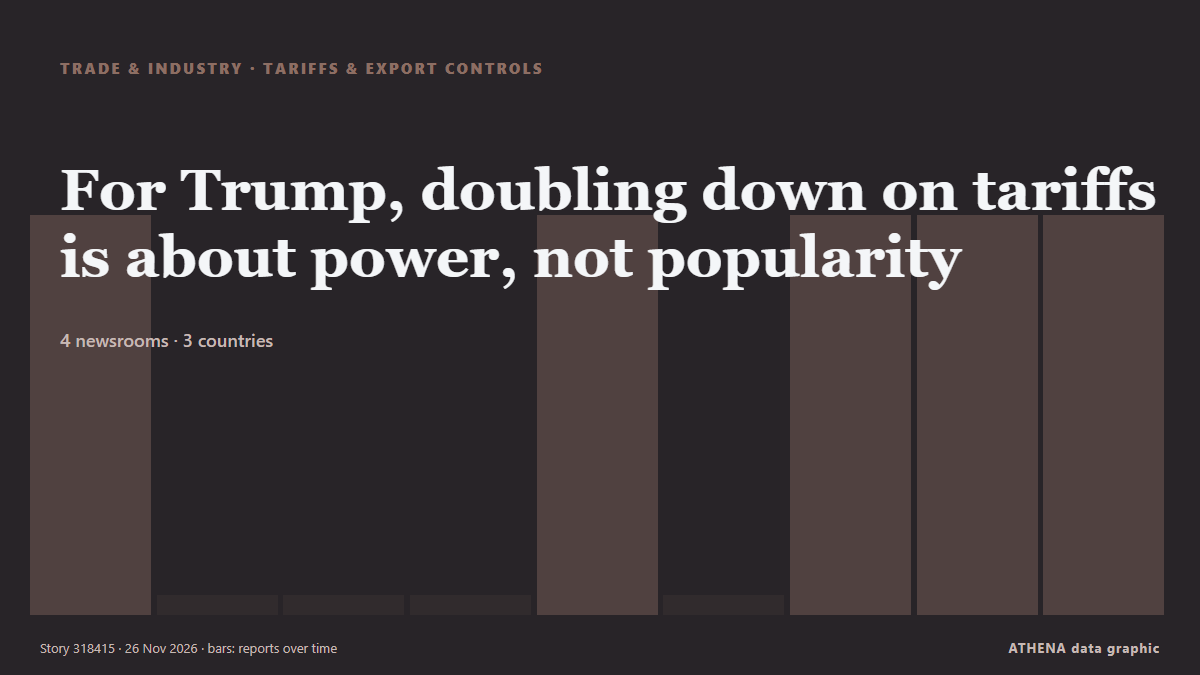 TRADE & INDUSTRY · TARIFFS & EXPORT CONTROLS
For Trump, doubling down on tariffs
is about power, not popularity
4 newsrooms · 3 countries
Story 318415 · 26 Nov 2026 · bars: reports over time
ATHENA data graphic